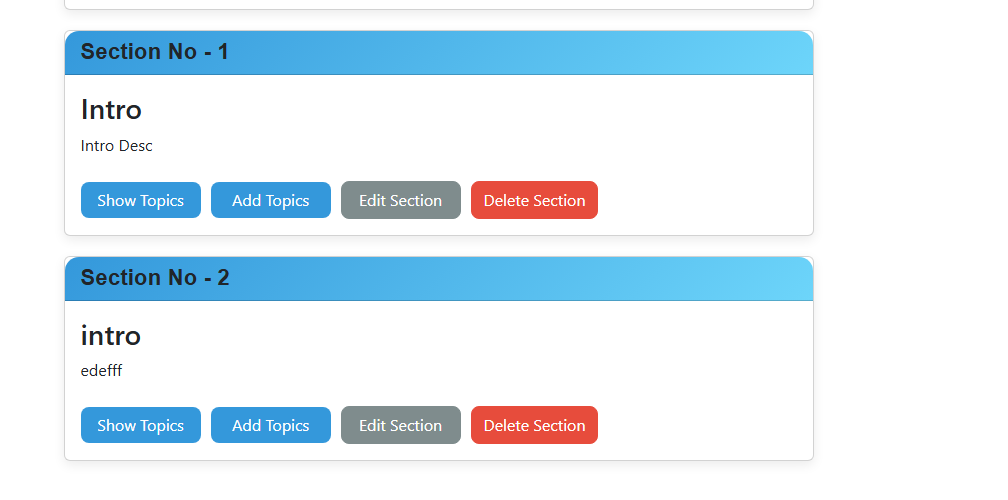 Section No - 1
Intro
Intro Desc
Show Topics Add Topics Edit Section Delete Section
Section No - 2
intro
edefff
Show Topics Add Topics Edit Section Delete Section